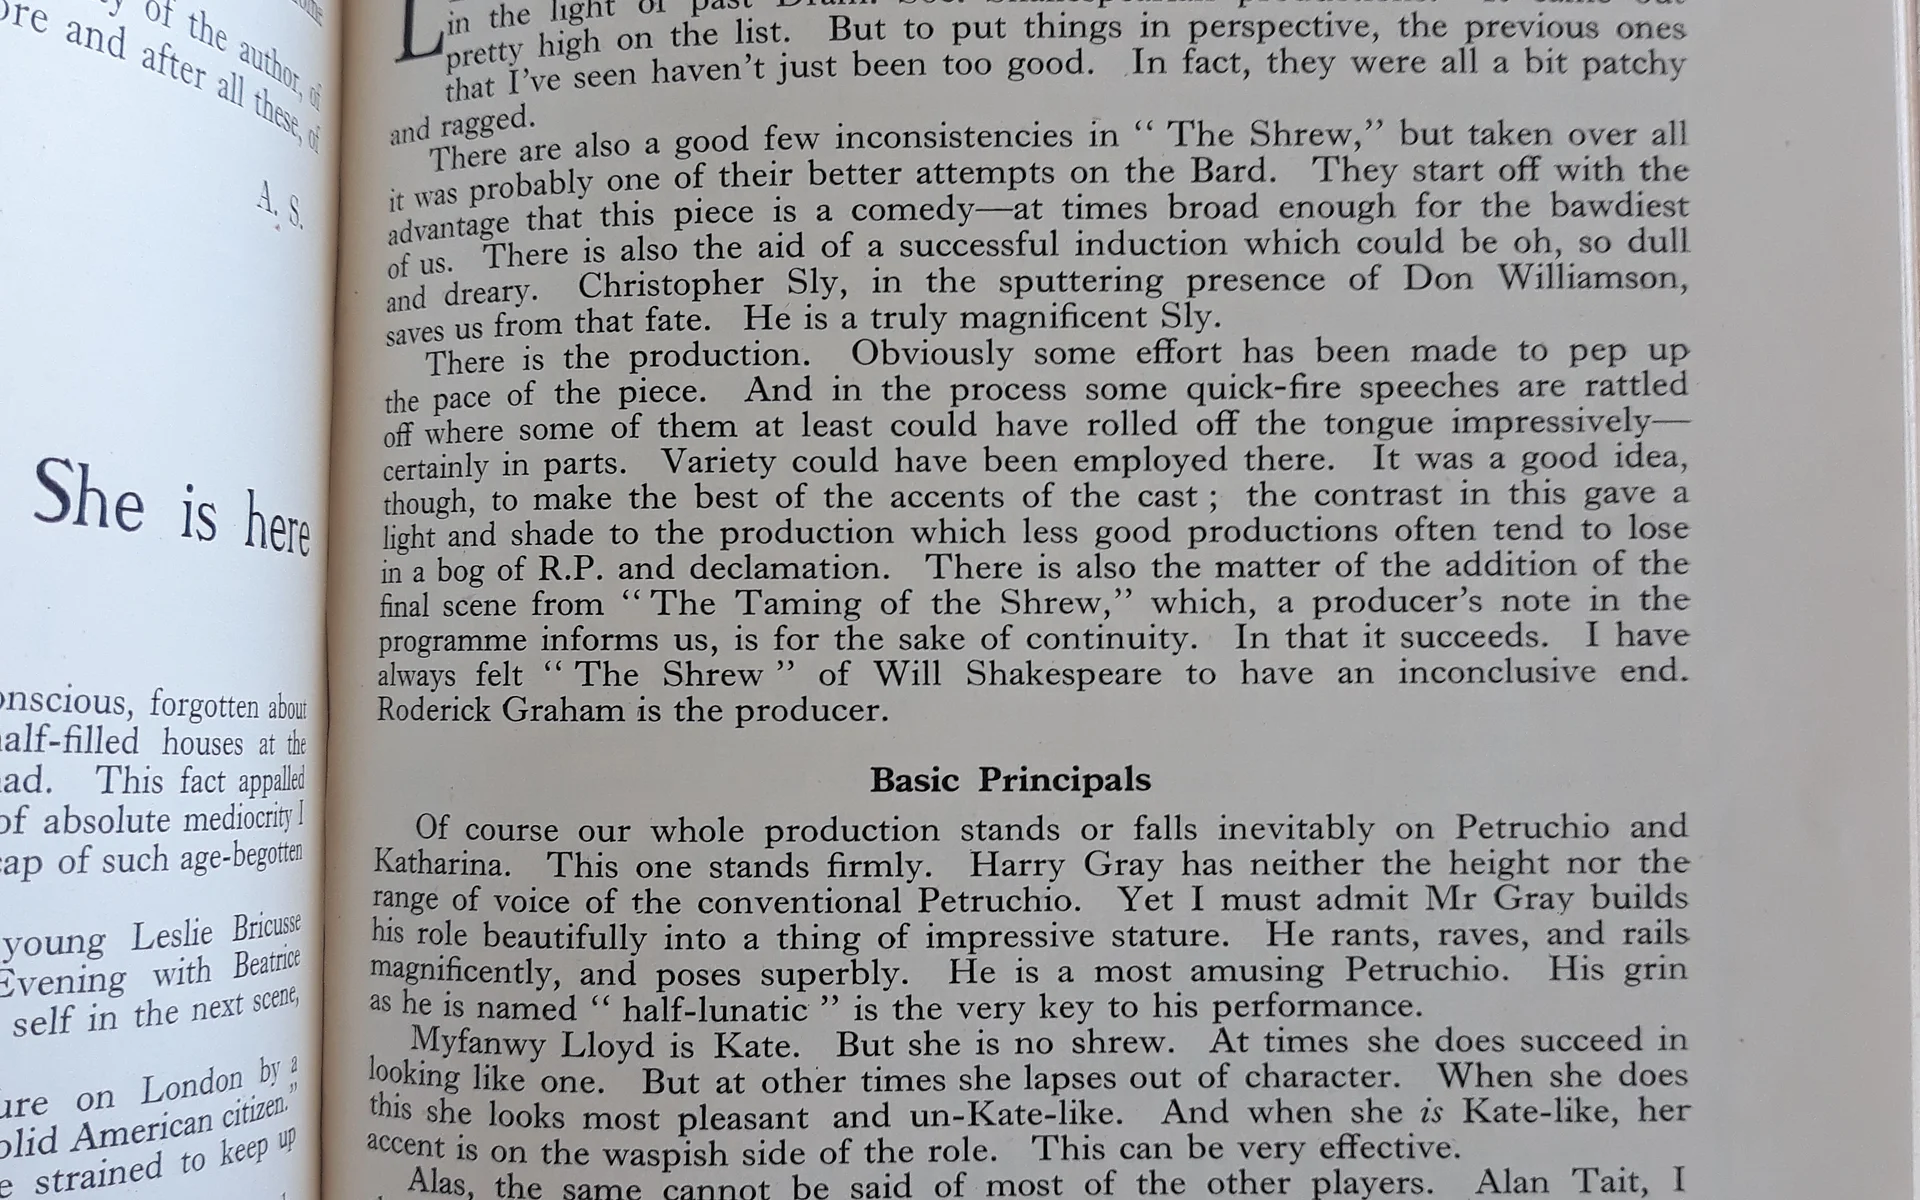 y of the author, of
ore and after all these, of
A. S.
She is here
onscious, forgotten about
half-filled houses at the
ad. This fact appalled
of absolute mediocrity I
ap of such age-begotten
young Leslie Bricusse
Evening with Beatrice
self in the next scene,
ure on London by a
olid American citizen.”
e strained to keep up
L in the light of past
pretty high on the list. But to put things in perspective, the previous ones
that I've seen haven't just been too good. In fact, they were all a bit patchy
and ragged.
There are also a good few inconsistencies in “ The Shrew,” but taken over all
it was probably one of their better attempts on the Bard. They start off with the
advantage that this piece is a comedy—at times broad enough for the bawdiest
of us. There is also the aid of a successful induction which could be oh, so dull
and dreary. Christopher Sly, in the sputtering presence of Don Williamson,
saves us from that fate. He is a truly magnificent Sly.
There is the production. Obviously some effort has been made to pep up
the pace of the piece. And in the process some quick-fire speeches are rattled
off where some of them at least could have rolled off the tongue impressively—
certainly in parts. Variety could have been employed there. It was a good idea,
though, to make the best of the accents of the cast ; the contrast in this gave a
light and shade to the production which less good productions often tend to lose
in a bog of R.P. and declamation. There is also the matter of the addition of the
final scene from “ The Taming of the Shrew,” which, a producer's note in the
programme informs us, is for the sake of continuity. In that it succeeds. I have
always felt “ The Shrew ” of Will Shakespeare to have an inconclusive end.
Roderick Graham is the producer.
Basic Principals
Of course our whole production stands or falls inevitably on Petruchio and
Katharina. This one stands firmly. Harry Gray has neither the height nor the
range of voice of the conventional Petruchio. Yet I must admit Mr Gray builds
his role beautifully into a thing of impressive stature. He rants, raves, and rails
magnificently, and poses superbly. He is a most amusing Petruchio. His grin
as he is named “ half-lunatic ” is the very key to his performance.
Myfanwy Lloyd is Kate. But she is no shrew. At times she does succeed in
looking like one. But at other times she lapses out of character. When she does
this she looks most pleasant and un-Kate-like. And when she is Kate-like, her
accent is on the waspish side of the role. This can be very effective.
Alas, the same cannot be said of most of the other players. Alan Tait, I